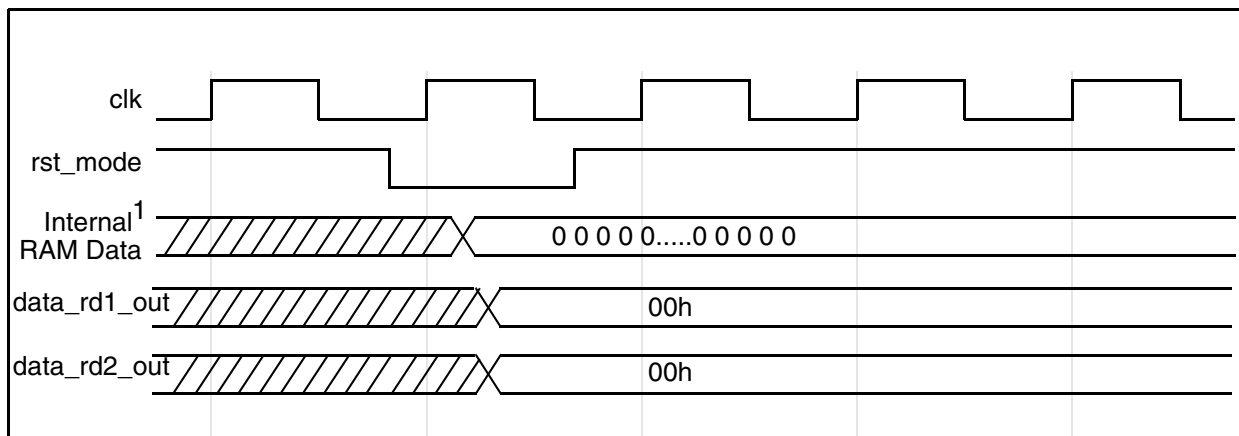 clk
rst_mode
Internal1
RAM Data
0 0 0 0 0.....0 0 0 0 0
data_rd1_out
00h
data_rd2_out
00h